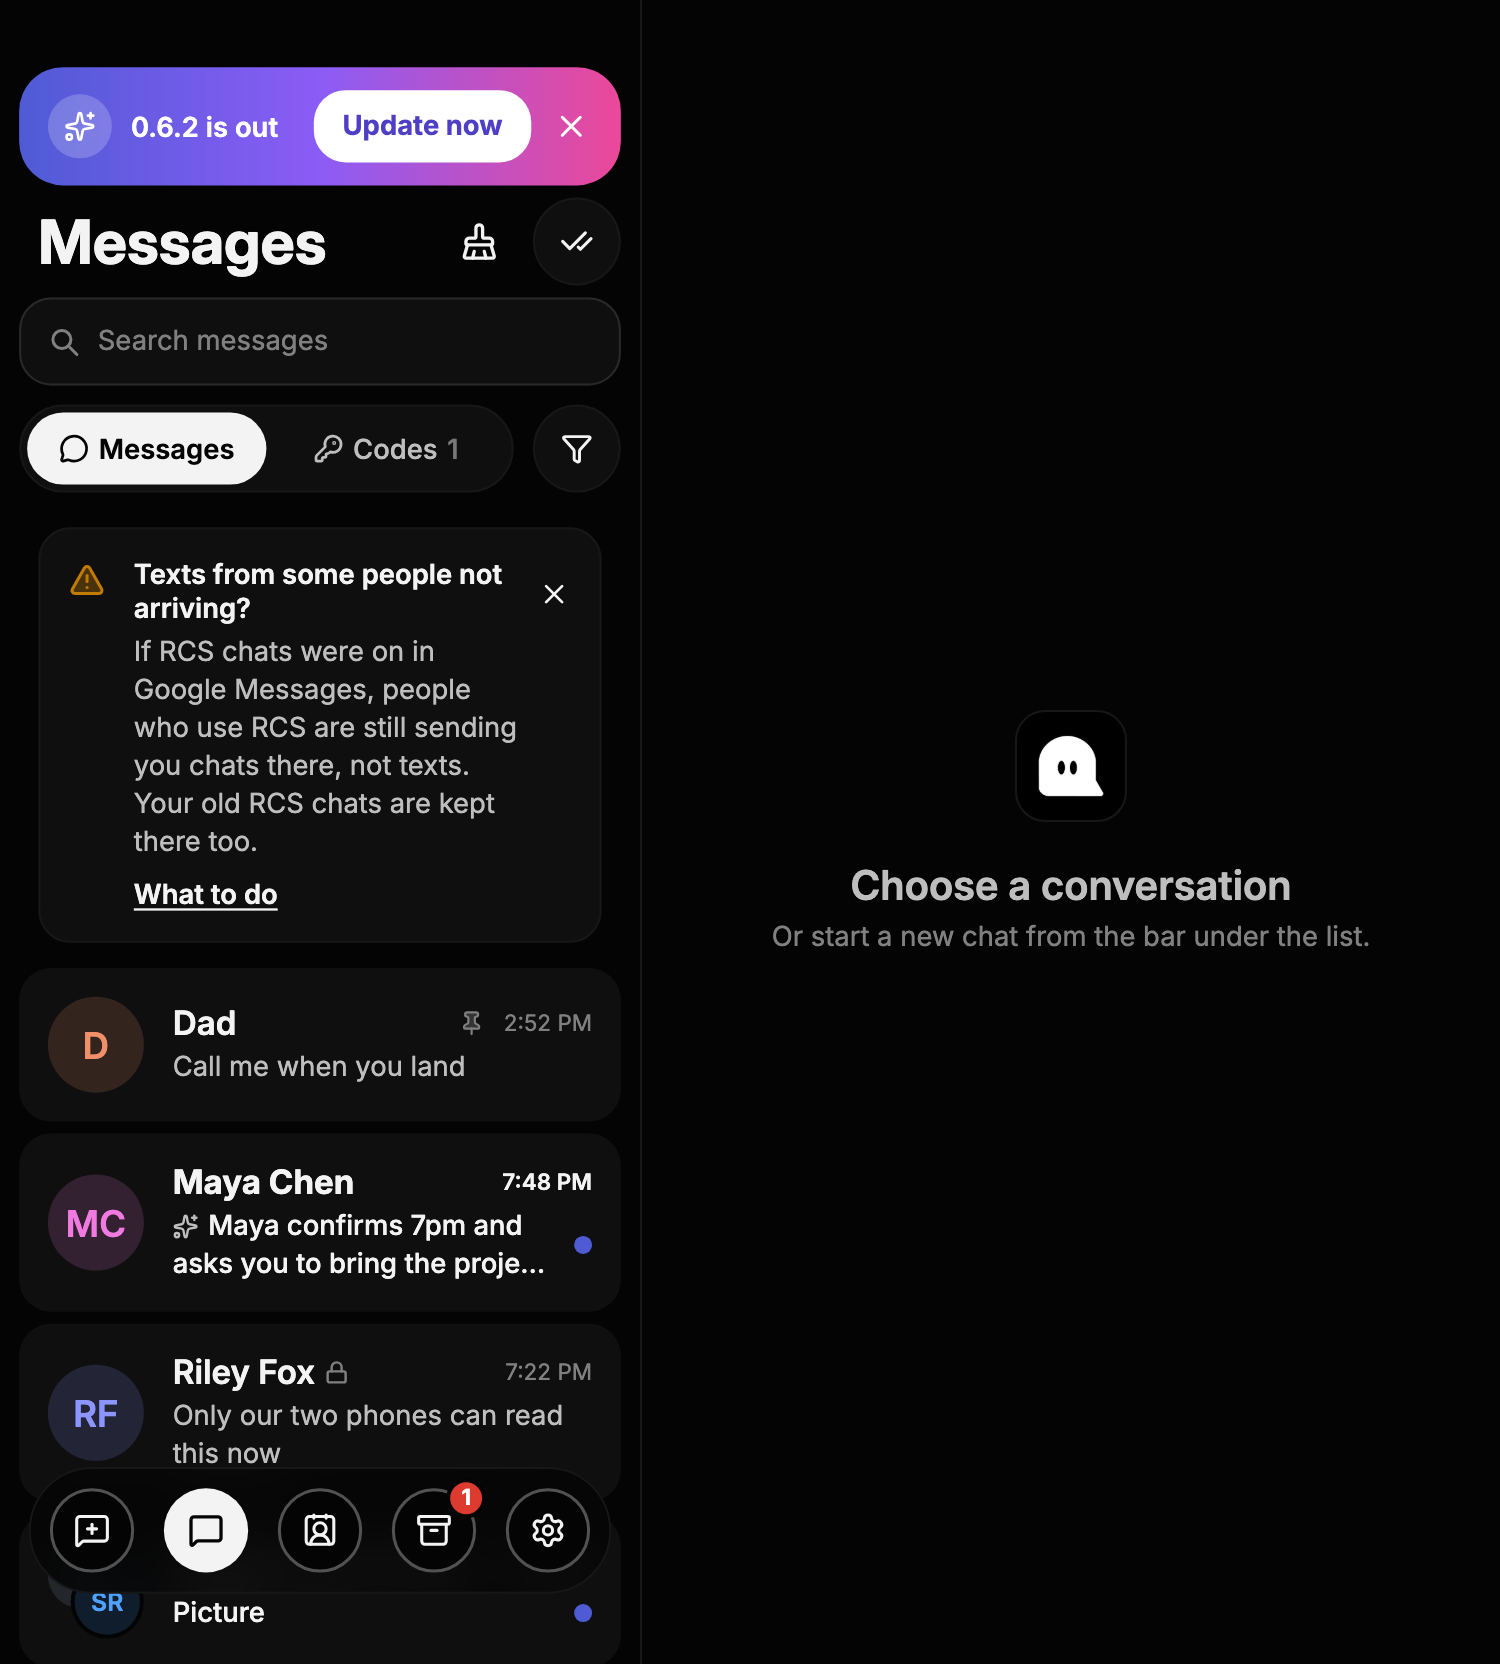 0.6.2 is out
Update now
Messages
Search messages
Messages
Codes 1
Texts from some people not
arriving?
If RCS chats were on in
Google Messages, people
who use RCS are still sending
you chats there, not texts.
Your old RCS chats are kept
there too.
What to do
D
Dad
2:52 PM
Call me when you land
MC
Maya Chen
7:48 PM
Maya confirms 7pm and
asks you to bring the proje...
RF
Riley Fox
7:22 PM
Only our two phones can read
this now
1
SR
Picture
Choose a conversation
Or start a new chat from the bar under the list.